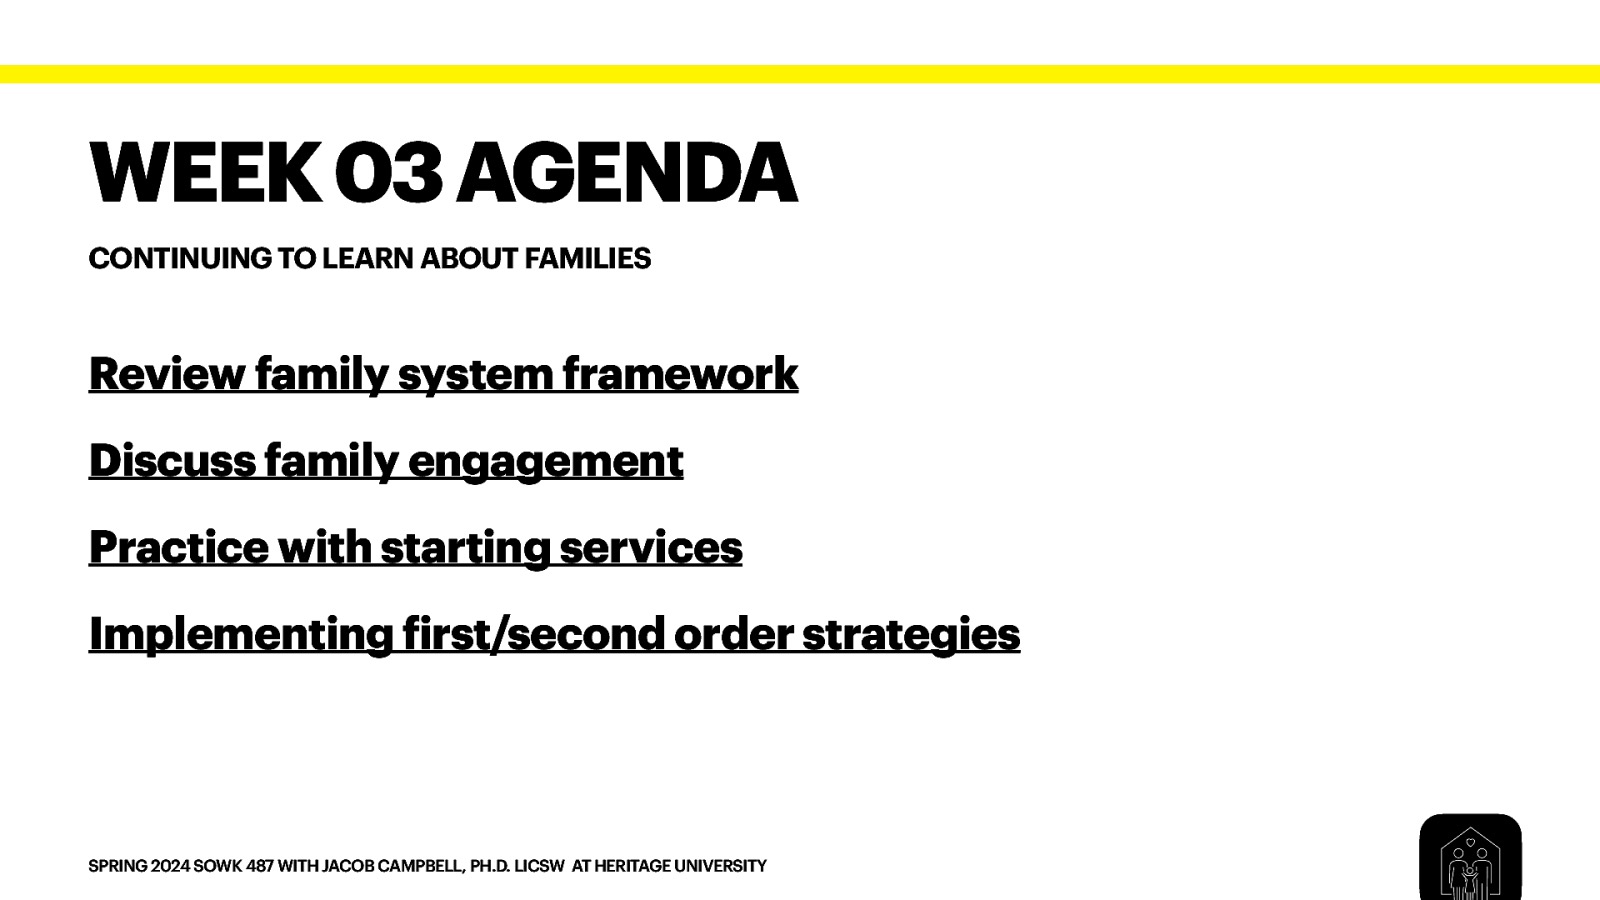 WEEK 03 AGENDA
CONTINUING TO LEARN ABOUT FAMILIES
Review family system framework
Discuss family engagement
Practice with starting services
Implementing first/second order strategies
SPRING 2024 SOWK 487 WITH JACOB CAMPBELL, PH.D. LICSW  AT HERITAGE UNIVERSITY